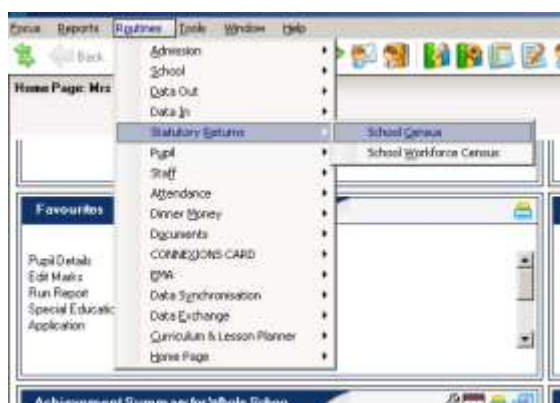 Focus Reports Routines Tools Window Help
Back
Home Page: Mrs
Admission
School
Data Out
Data In
Statutory Returns
School Census
School Workforce Census
Pupil
Staff
Attendance
Dinner Money
Documents
CONNEXIONS CARD
EMA
Data Synchronisation
Data Exchange
Curriculum & Lesson Planner
Home Page
Favourites
Pupil Details
Edit Marks
Run Report
Special Educatic
Application
Achievement Summary for Whole Schoo